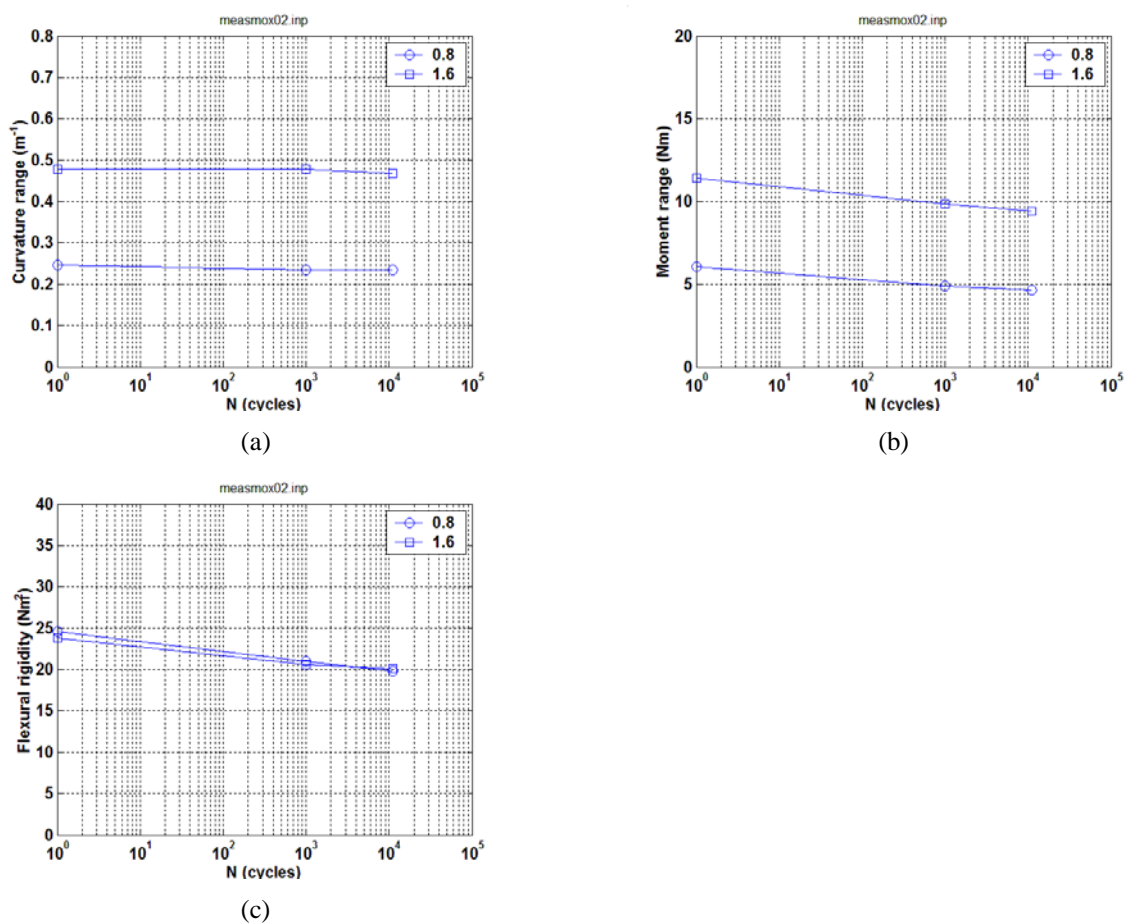 measmox02.inp
0.8
0.7
0.6
0.5
0.4
0.3
0.2
0.1
0
Curvature range (m⁻¹)
0.8
1.6
10⁰ 10¹ 10² 10³ 10⁴ 10⁵
N (cycles)
(a)
measmox02.inp
20
15
10
5
0
Moment range (Nm)
0.8
1.6
10⁰ 10¹ 10² 10³ 10⁴ 10⁵
N (cycles)
(b)
measmox02.inp
40
35
30
25
20
15
10
5
0
Flexural rigidity (Nm²)
0.8
1.6
10⁰ 10¹ 10² 10³ 10⁴ 10⁵
N (cycles)
(c)